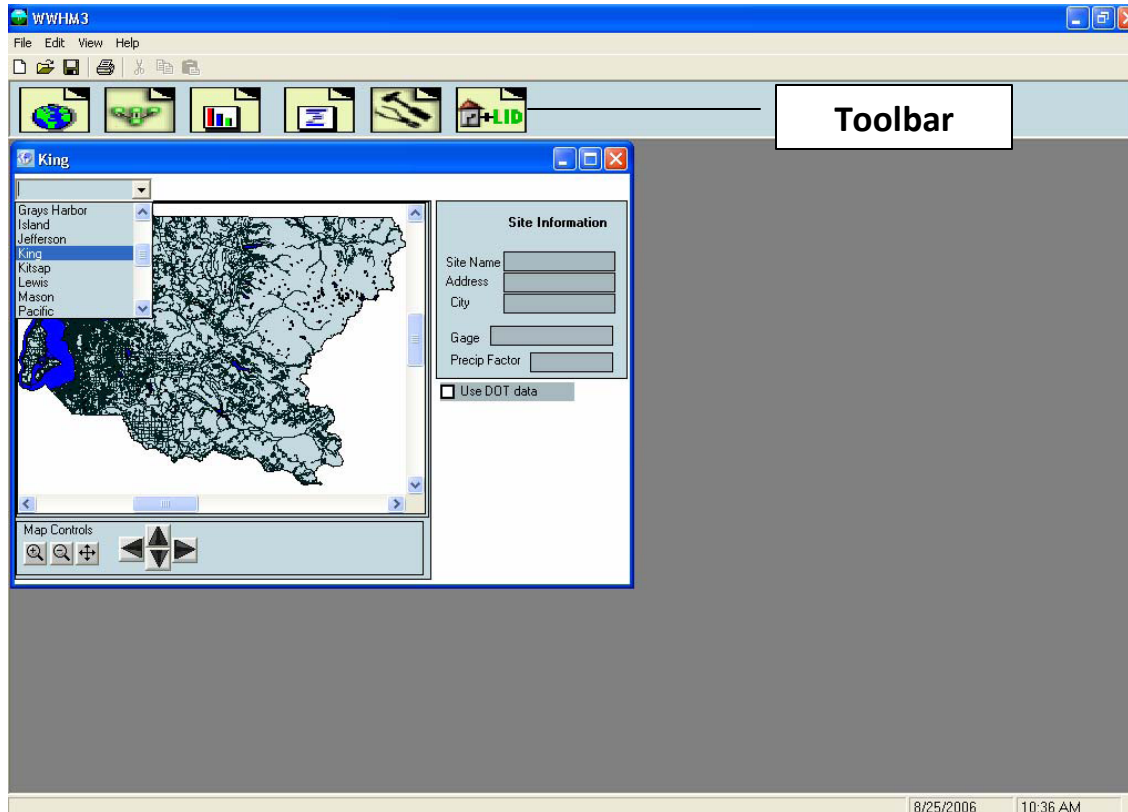 WWHM3
File Edit View Help
+LID
Toolbar
King
Grays Harbor
Island
Jefferson
King
Kitsap
Lewis
Mason
Pacific
Site Information
Site Name
Address
City
Gage
Precip Factor
Use DOT data
Map Controls
8/25/2006 10:36 AM